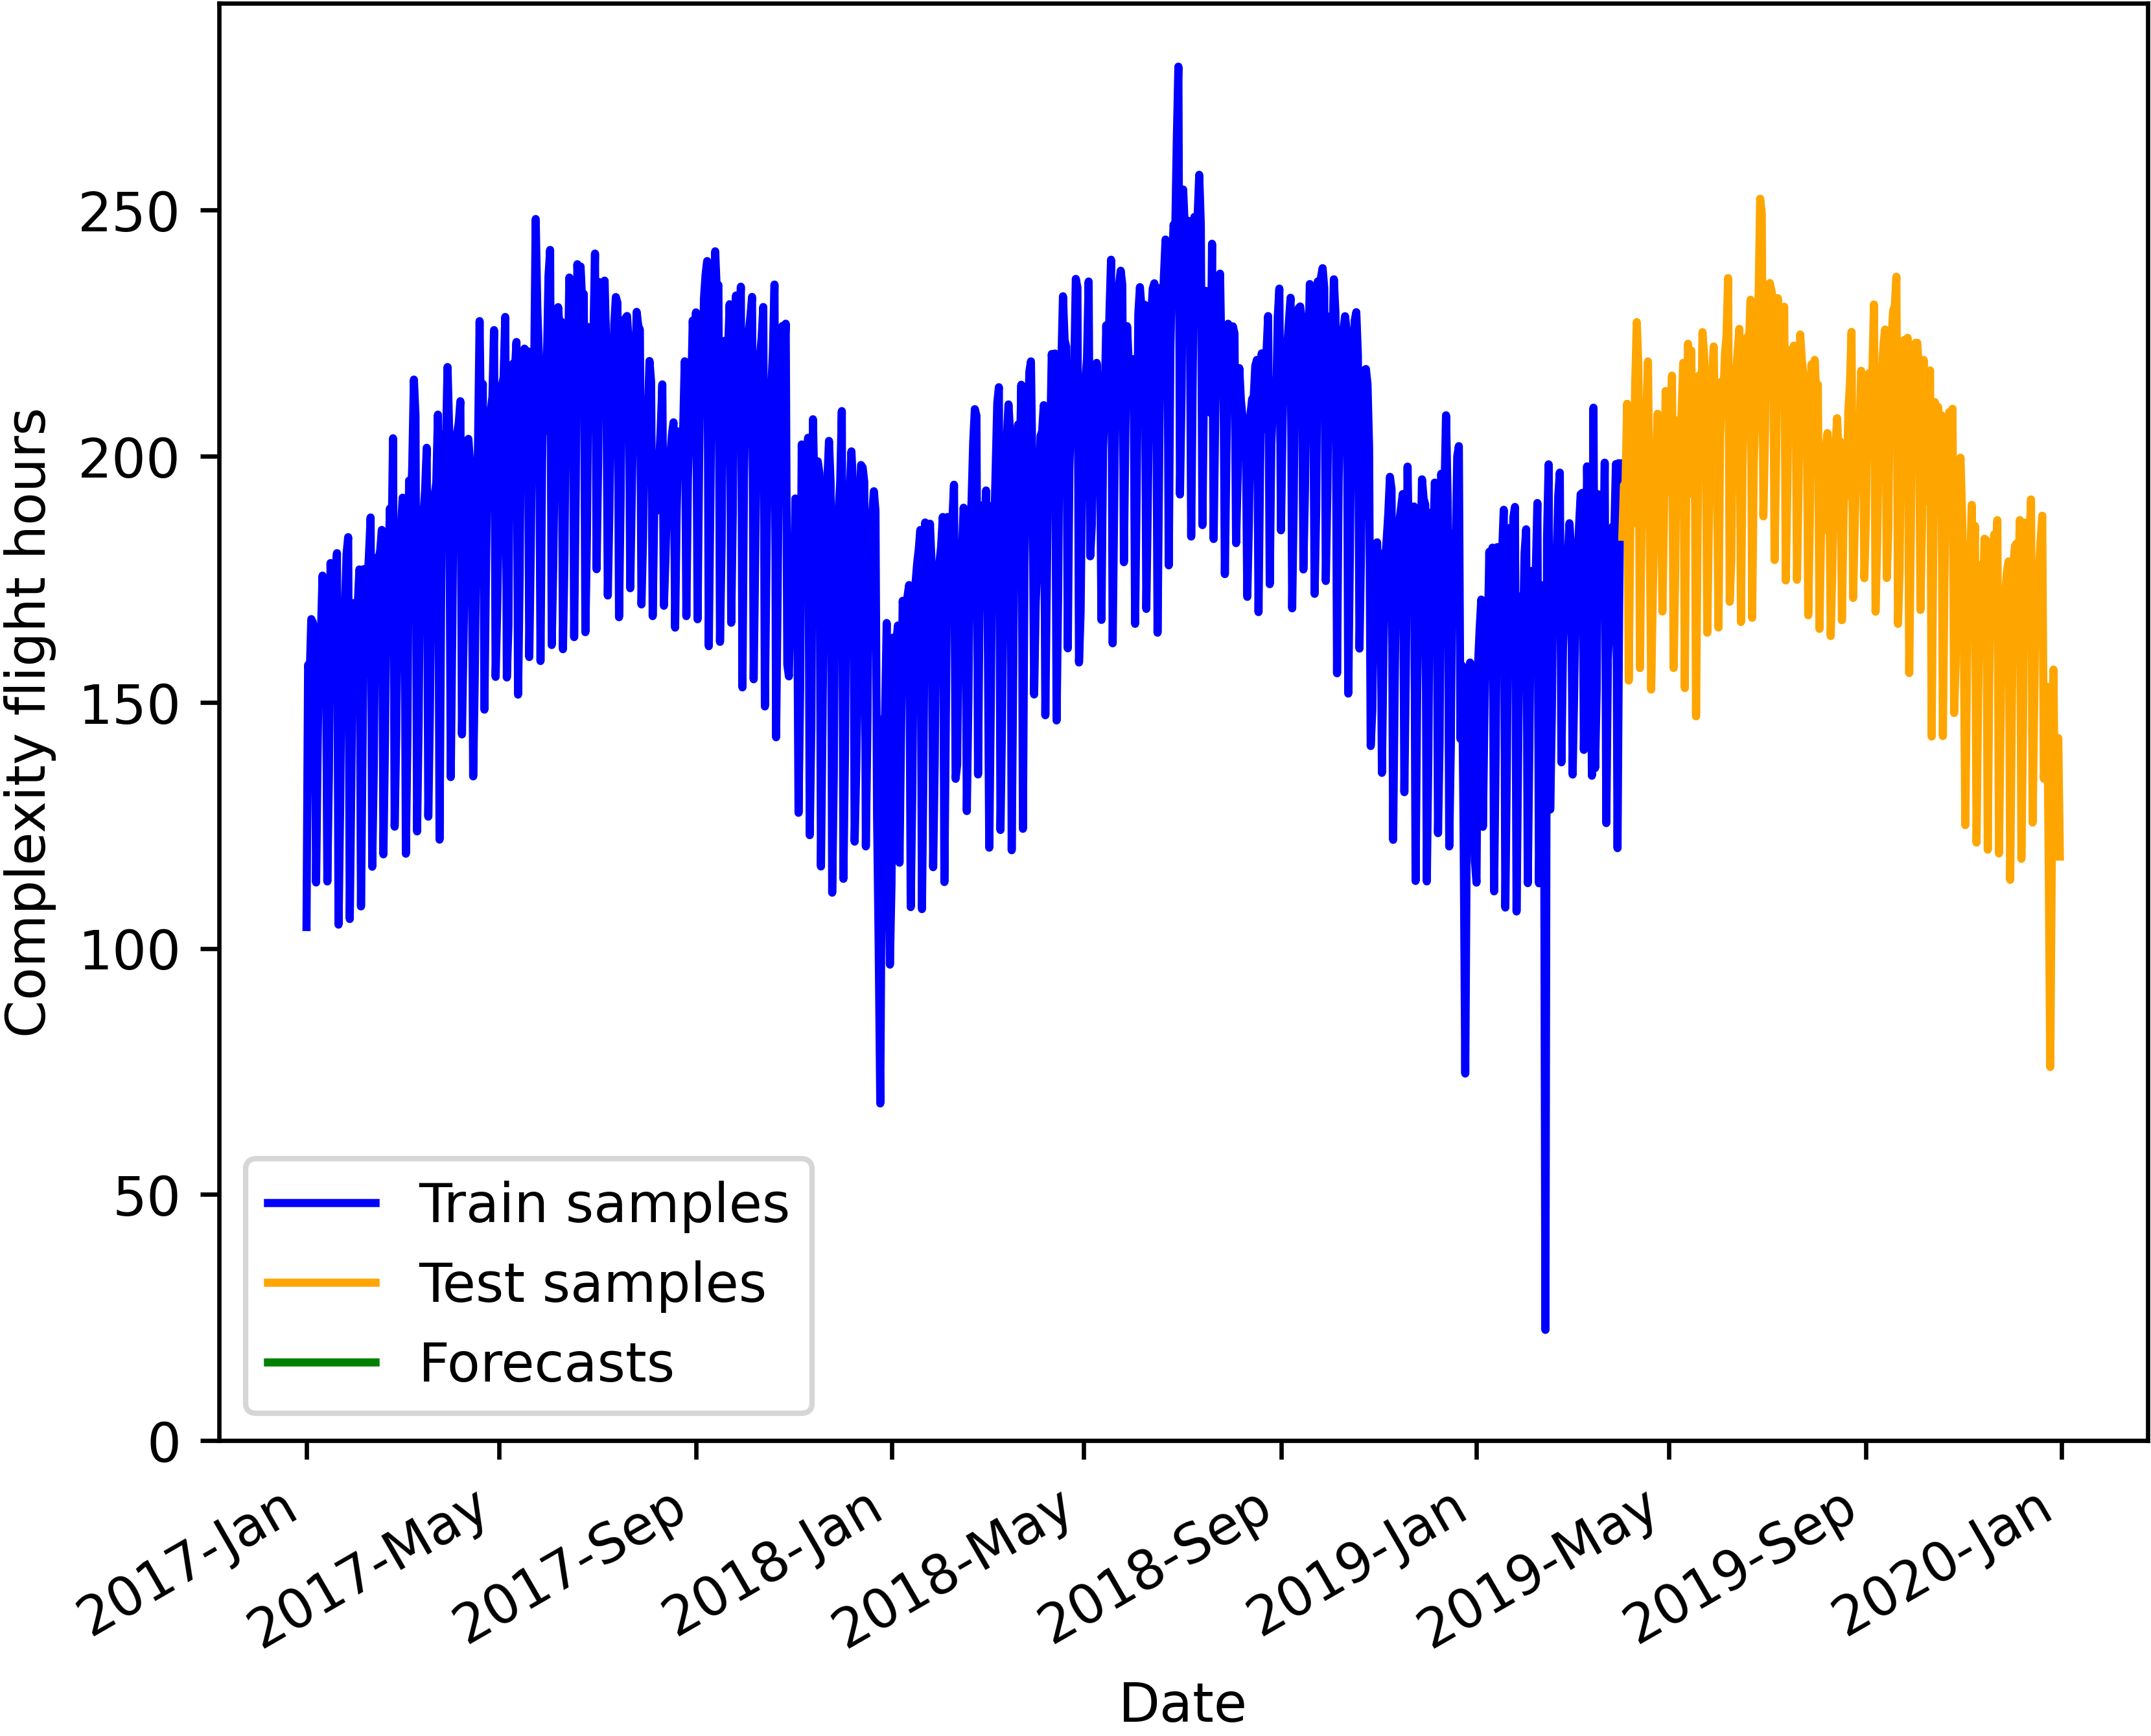 Complexity flight hours
250
200
150
100
50
0
Train samples
Test samples
Forecasts
2017-Jan
2017-May
2017-Sep
2018-Jan
2018-May
2018-Sep
2019-Jan
2019-May
2019-Sep
2020-Jan
Date